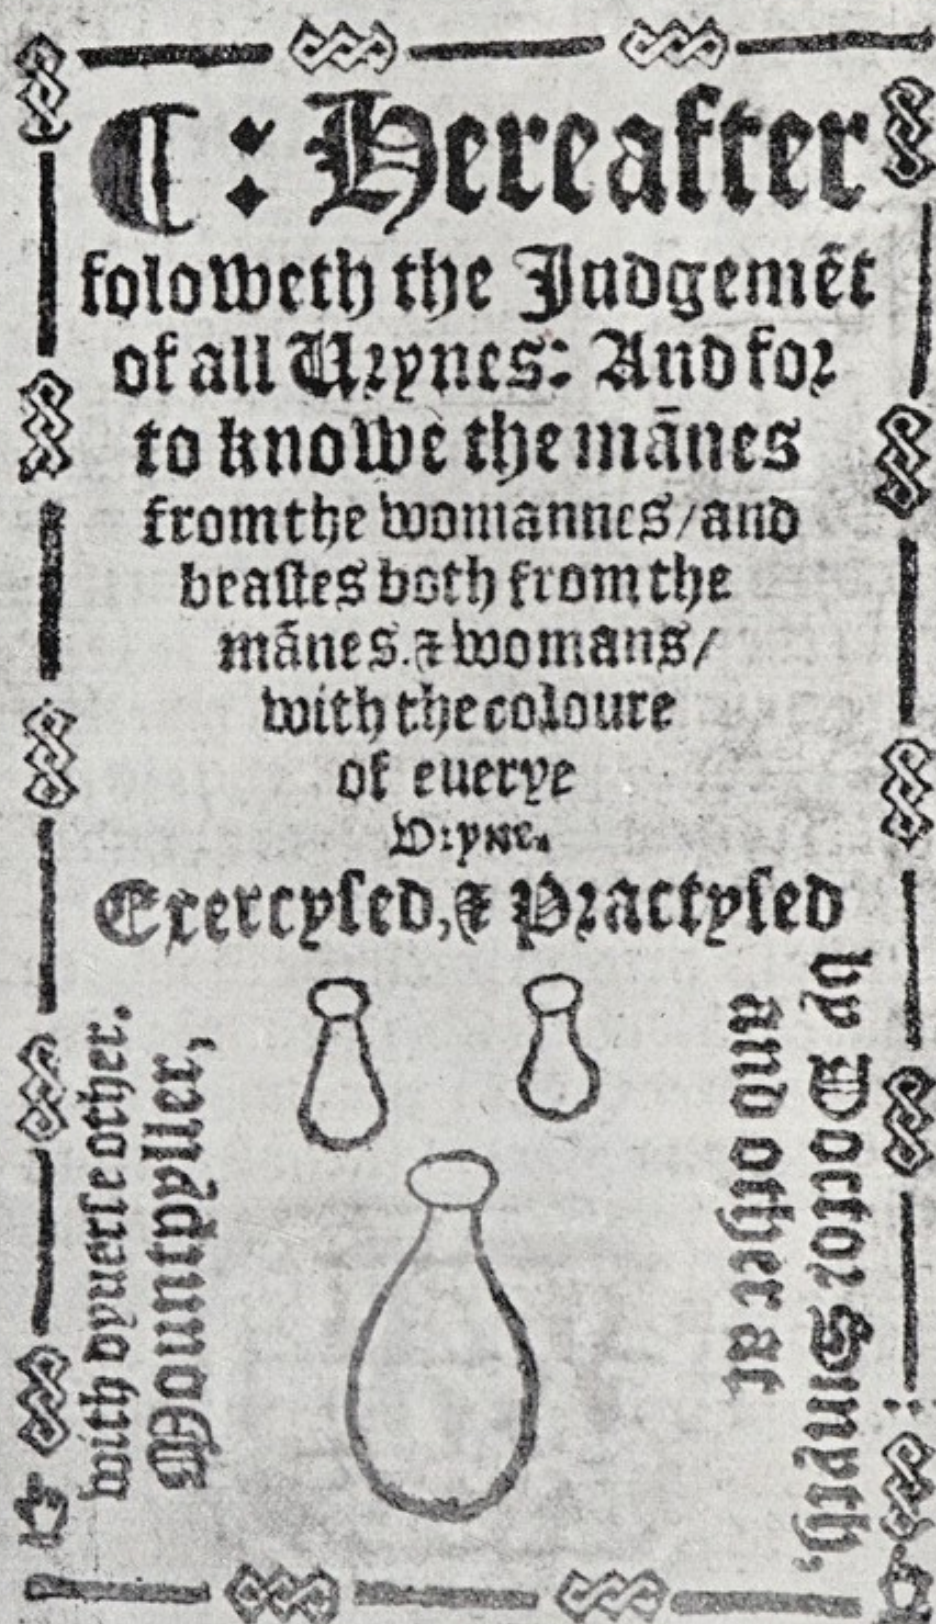 C: Hereafter
foloweth the Judgemēt
of all Urynes: And for
to knowe the mānes
from the womannes/and
beastes both from the
mānes. & womans/
with the coloure
of euerye
Vryne.
Exercysed, & Practysed
by Doctor Smyth,
and other at
Mountpyller,
with dyuerse other.